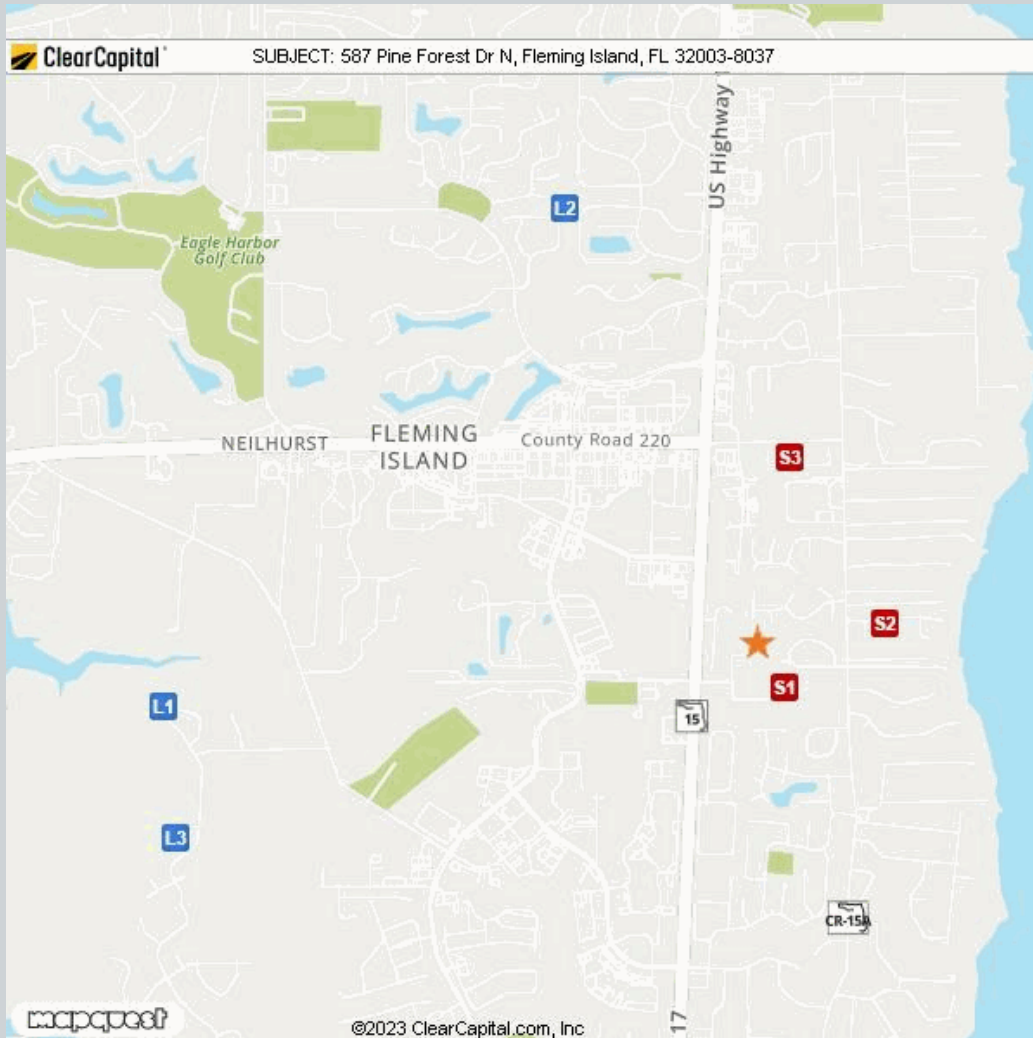 ClearCapital
SUBJECT: 587 Pine Forest Dr N, Fleming Island, FL 32003-8037
US Highway
L2
Eagle Harbor
Golf Club
NEILHURST
FLEMING
ISLAND
County Road 220
S3
S2
S1
L1
15
L3
CR-15A
mapquest
©2023 ClearCapital.com, Inc
17